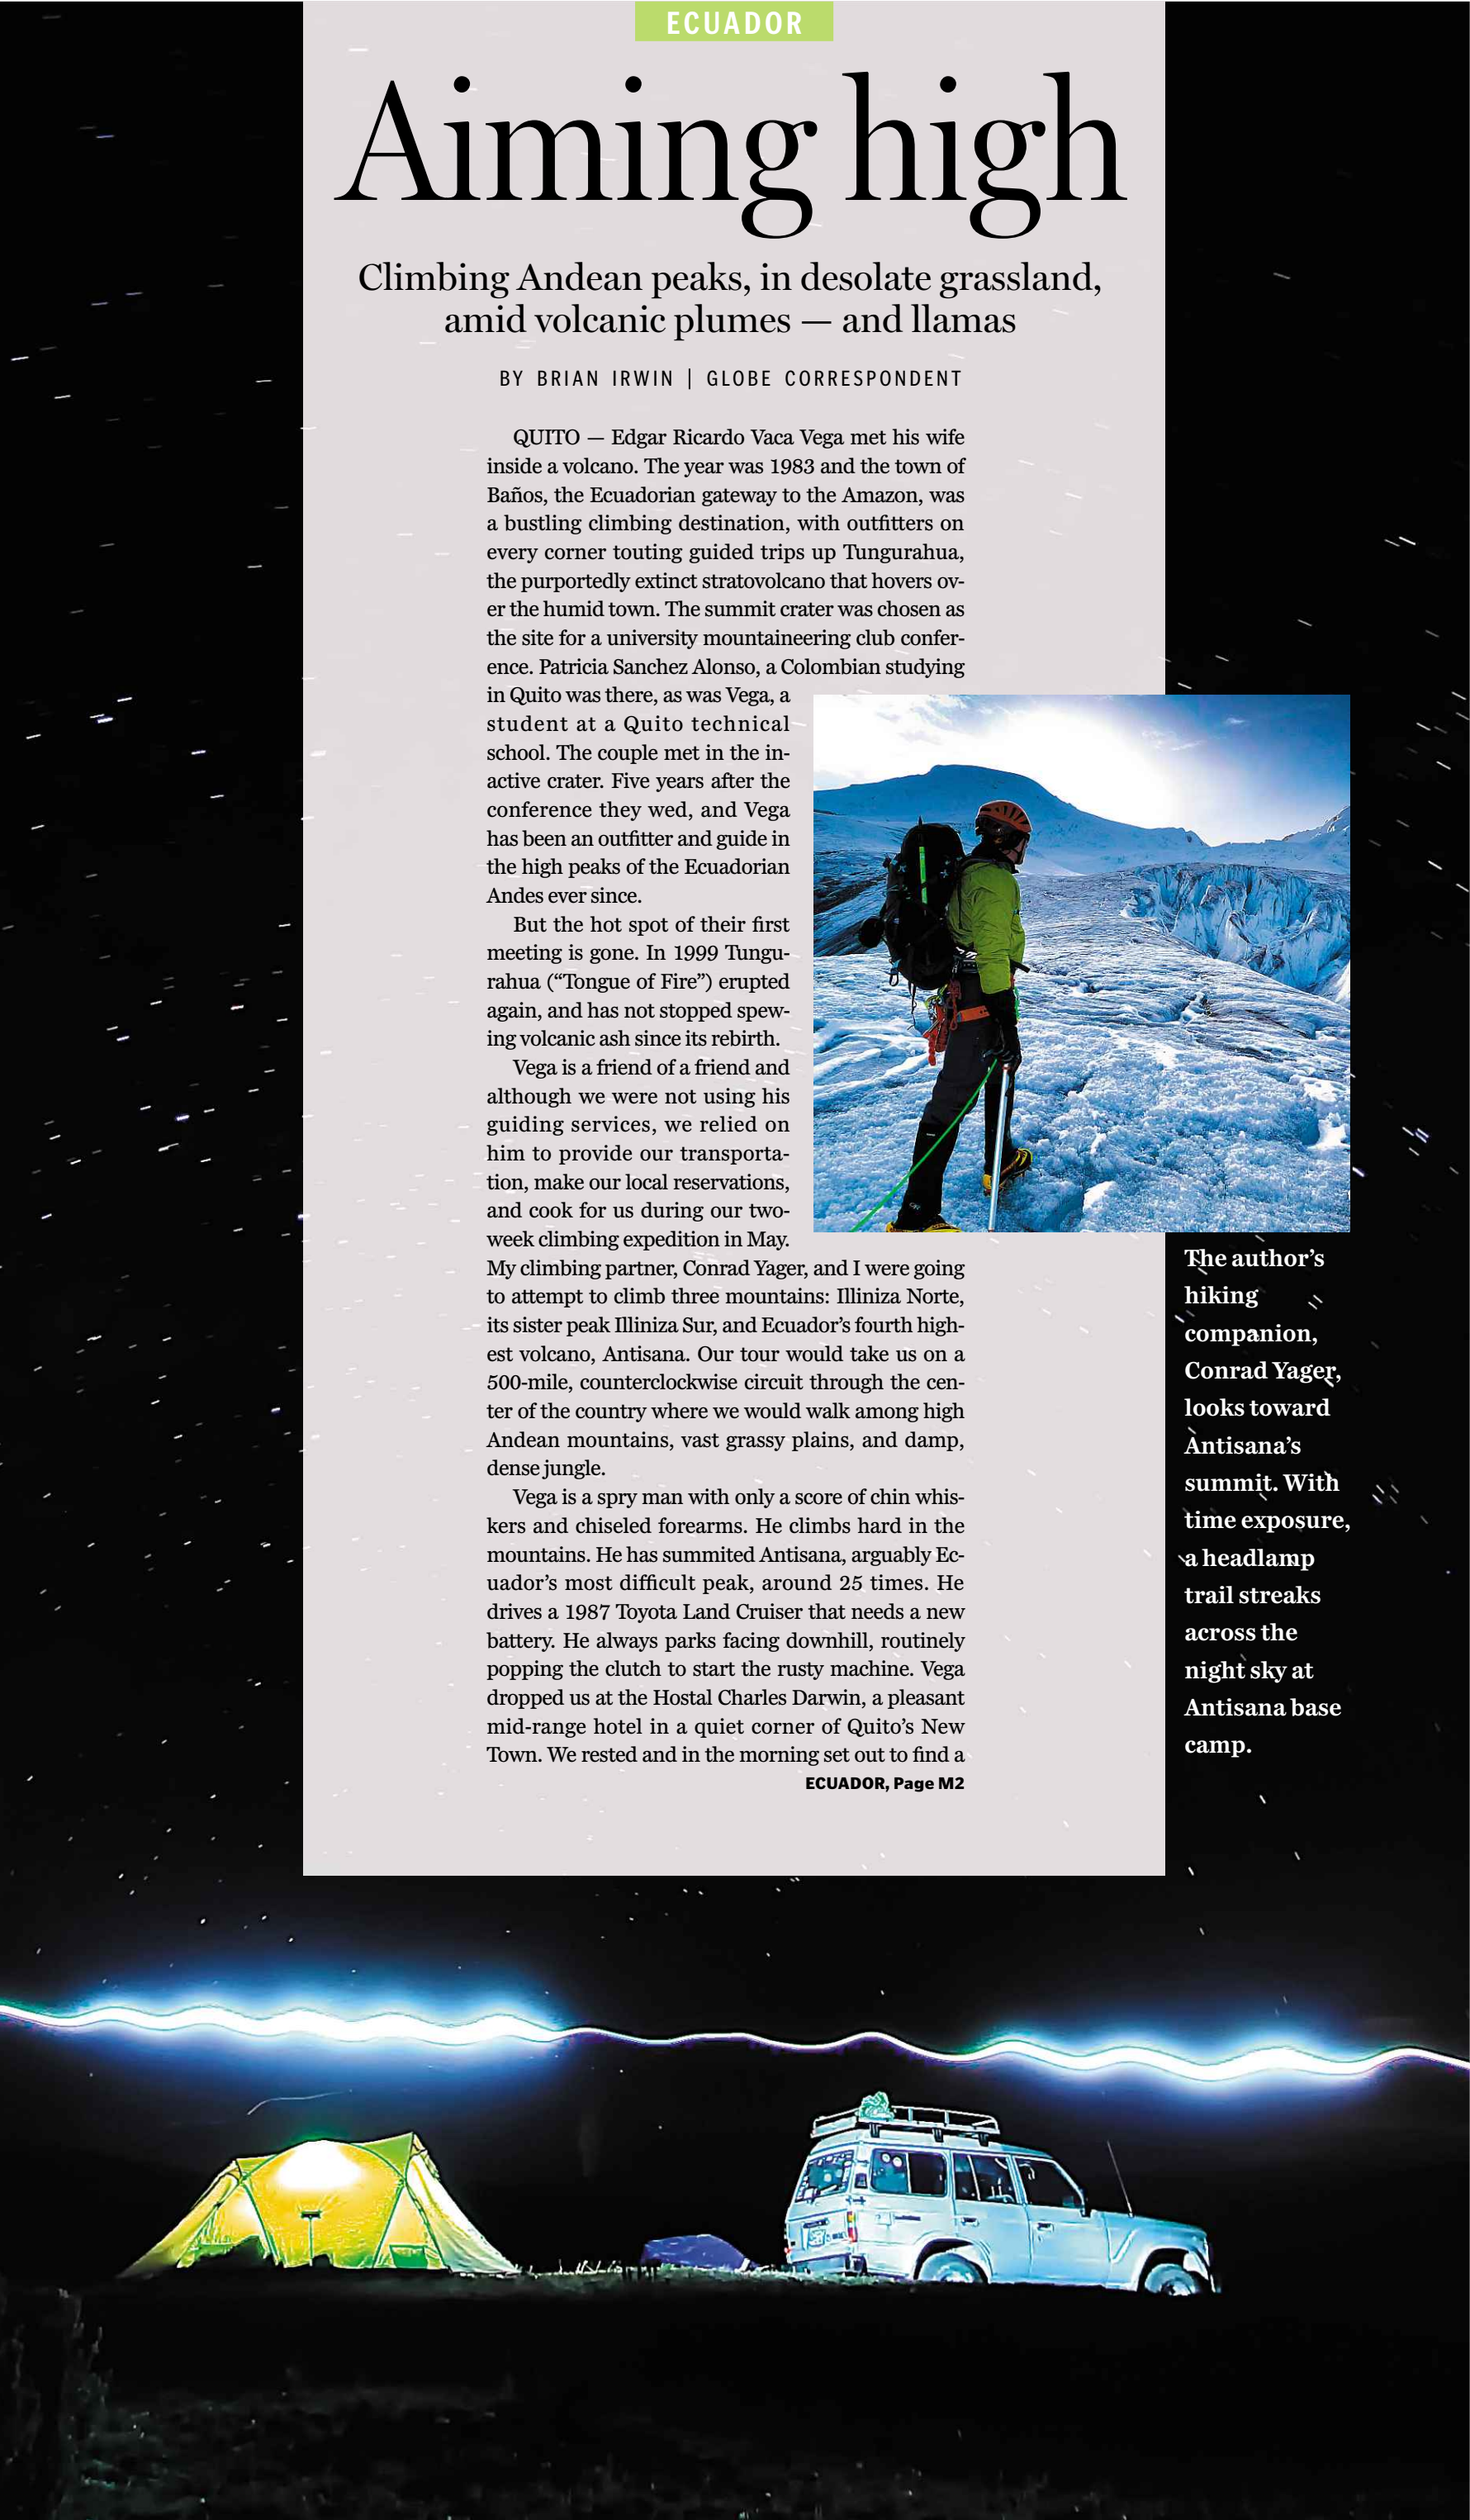 ECUADOR
Aiming high
Climbing Andean peaks, in desolate grassland,
amid volcanic plumes — and llamas
BY BRIAN IRWIN | GLOBE CORRESPONDENT
QUITO — Edgar Ricardo Vaca Vega met his wife
inside a volcano. The year was 1983 and the town of
Baños, the Ecuadorian gateway to the Amazon, was
a bustling climbing destination, with outfitters on
every corner touting guided trips up Tungurahua,
the purportedly extinct stratovolcano that hovers ov-
er the humid town. The summit crater was chosen as
the site for a university mountaineering club confer-
ence. Patricia Sanchez Alonso, a Colombian studying
in Quito was there, as was Vega, a
student at a Quito technical
school. The couple met in the in-
active crater. Five years after the
conference they wed, and Vega
has been an outfitter and guide in
the high peaks of the Ecuadorian
Andes ever since.
But the hot spot of their first
meeting is gone. In 1999 Tungu-
rahua (“Tongue of Fire”) erupted
again, and has not stopped spew-
ing volcanic ash since its rebirth.
Vega is a friend of a friend and
although we were not using his
guiding services, we relied on
him to provide our transporta-
tion, make our local reservations,
and cook for us during our two-
week climbing expedition in May.
My climbing partner, Conrad Yager, and I were going
to attempt to climb three mountains: Illiniza Norte,
its sister peak Illiniza Sur, and Ecuador’s fourth high-
est volcano, Antisana. Our tour would take us on a
500-mile, counterclockwise circuit through the cen-
ter of the country where we would walk among high
Andean mountains, vast grassy plains, and damp,
dense jungle.
Vega is a spry man with only a score of chin whis-
kers and chiseled forearms. He climbs hard in the
mountains. He has summited Antisana, arguably Ec-
uador’s most difficult peak, around 25 times. He
drives a 1987 Toyota Land Cruiser that needs a new
battery. He always parks facing downhill, routinely
popping the clutch to start the rusty machine. Vega
dropped us at the Hostal Charles Darwin, a pleasant
mid-range hotel in a quiet corner of Quito’s New
Town. We rested and in the morning set out to find a
ECUADOR, Page M2
The author’s
hiking
companion,
Conrad Yager,
looks toward
Antisana’s
summit. With
time exposure,
a headlamp
trail streaks
across the
night sky at
Antisana base
camp.